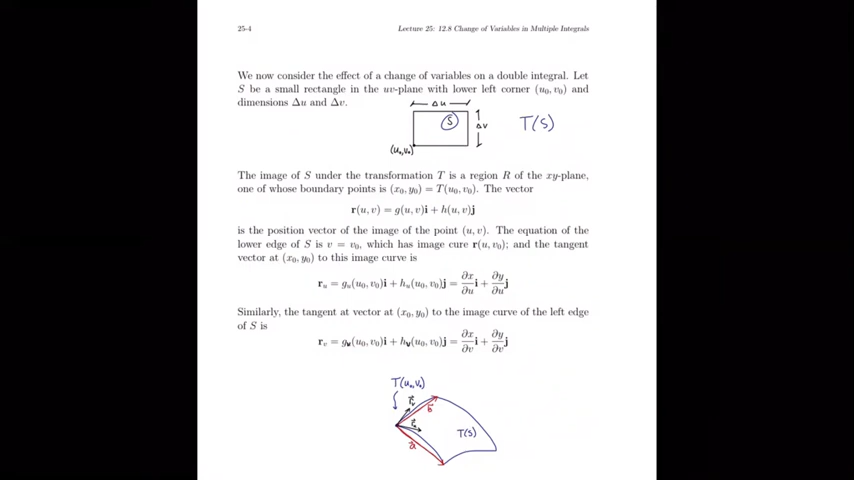 25-4 Lecture 25: 12.8 Change of Variables in Multiple Integrals
We now consider the effect of a change of variables on a double integral. Let
S be a small rectangle in the uv-plane with lower left corner (u₀, v₀) and
dimensions Δu and Δv.
Δu
S
Δv
T(S)
(u₀,v₀)
The image of S under the transformation T is a region R of the xy-plane,
one of whose boundary points is (x₀, y₀) = T(u₀, v₀). The vector
r(u, v) = g(u, v)i + h(u, v)j
is the position vector of the image of the point (u, v). The equation of the
lower edge of S is v = v₀, which has image cure r(u, v₀); and the tangent
vector at (x₀, y₀) to this image curve is
rᵤ = gᵤ(u₀, v₀)i + hᵤ(u₀, v₀)j = ∂x/∂u i + ∂y/∂u j
Similarly, the tangent at vector at (x₀, y₀) to the image curve of the left edge
of S is
rᵥ = gᵥ(u₀, v₀)i + hᵥ(u₀, v₀)j = ∂x/∂v i + ∂y/∂v j
T(u₀,v₀)
r⃗ᵥ
b⃗
r⃗ᵤ
T(S)
a⃗